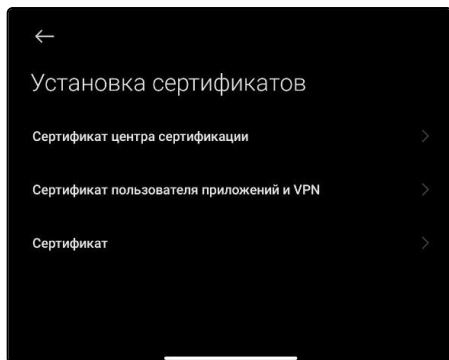 Установка сертификатов
Сертификат центра сертификации
Сертификат пользователя приложений и VPN
Сертификат